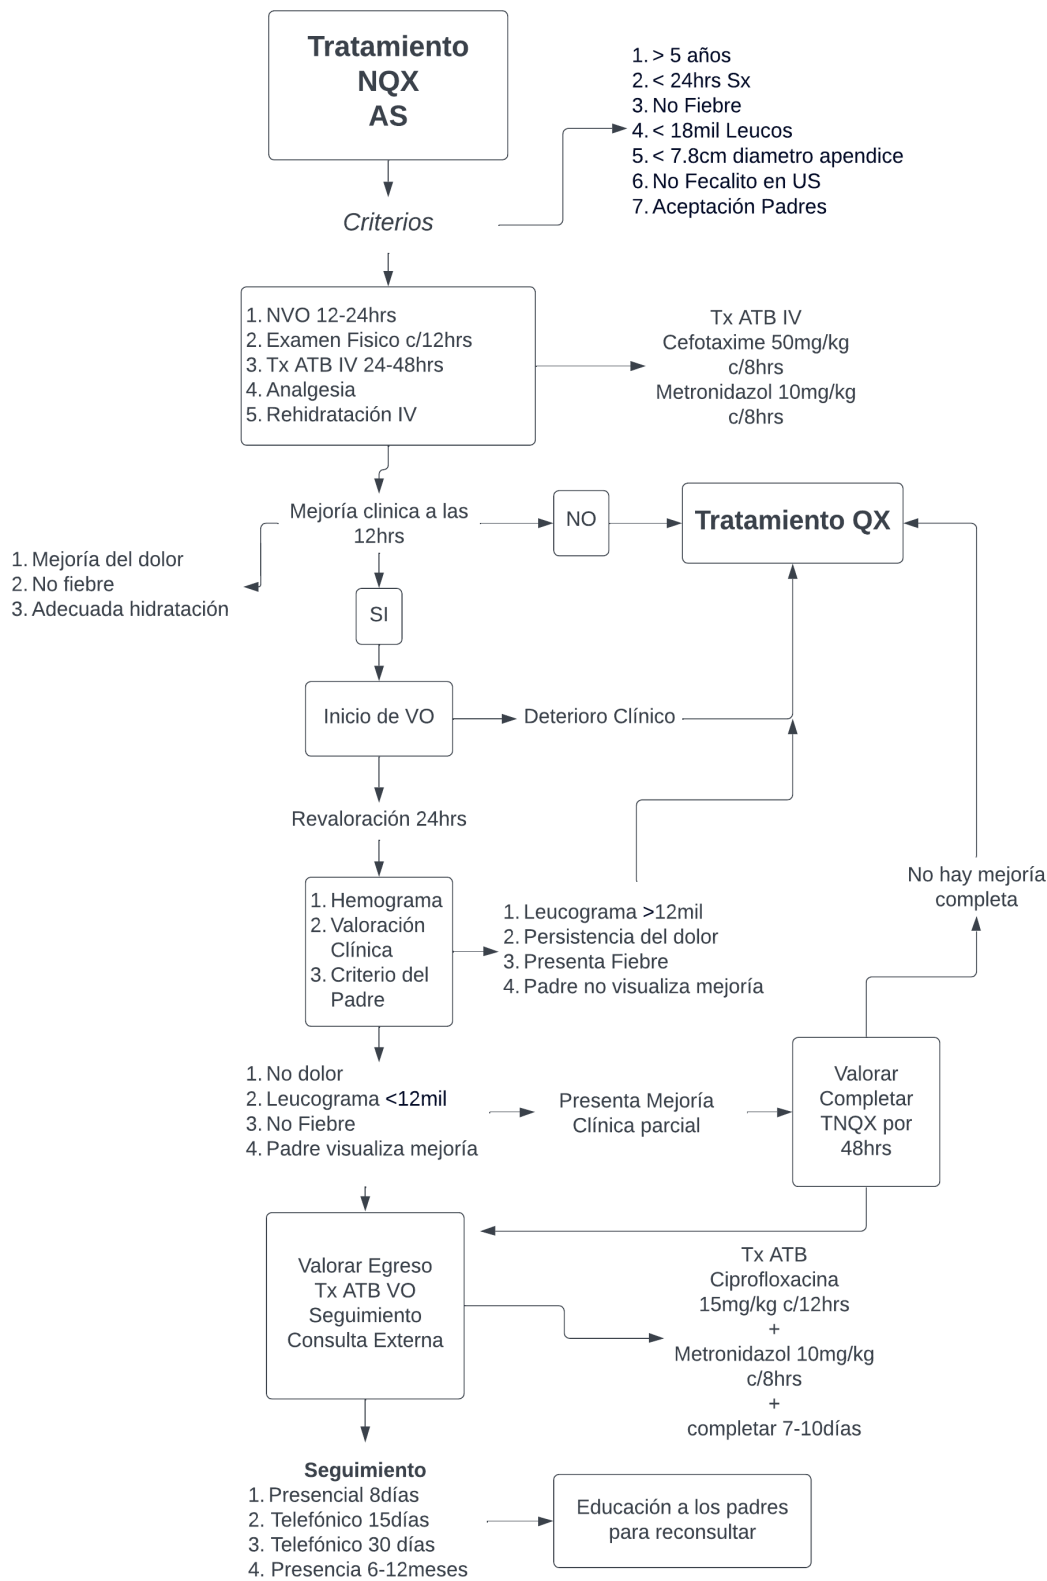 Tratamiento
NQX
AS
1. > 5 años
2. < 24hrs Sx
3. No Fiebre
4. < 18mil Leucos
5. < 7.8cm diametro apendice
6. No Fecalito en US
7. Aceptación Padres
Criterios
1. NVO 12-24hrs
2. Examen Fisico c/12hrs
3. Tx ATB IV 24-48hrs
4. Analgesia
5. Rehidratación IV
Tx ATB IV
Cefotaxime 50mg/kg
c/8hrs
Metronidazol 10mg/kg
c/8hrs
Mejoría clinica a las
12hrs
NO
Tratamiento QX
1. Mejoría del dolor
2. No fiebre
3. Adecuada hidratación
SI
Inicio de VO
Deterioro Clínico
Revaloración 24hrs
No hay mejoría
completa
1. Hemograma
2. Valoración
Clínica
3. Criterio del
Padre
1. Leucograma >12mil
2. Persistencia del dolor
3. Presenta Fiebre
4. Padre no visualiza mejoría
1. No dolor
2. Leucograma <12mil
3. No Fiebre
4. Padre visualiza mejoría
Presenta Mejoría
Clínica parcial
Valorar
Completar
TNQX por
48hrs
Valorar Egreso
Tx ATB VO
Seguimiento
Consulta Externa
Tx ATB
Ciprofloxacina
15mg/kg c/12hrs
+
Metronidazol 10mg/kg
c/8hrs
+
completar 7-10días
Seguimiento
1. Presencial 8días
2. Telefónico 15días
3. Telefónico 30 días
4. Presencia 6-12meses
Educación a los padres
para reconsultar